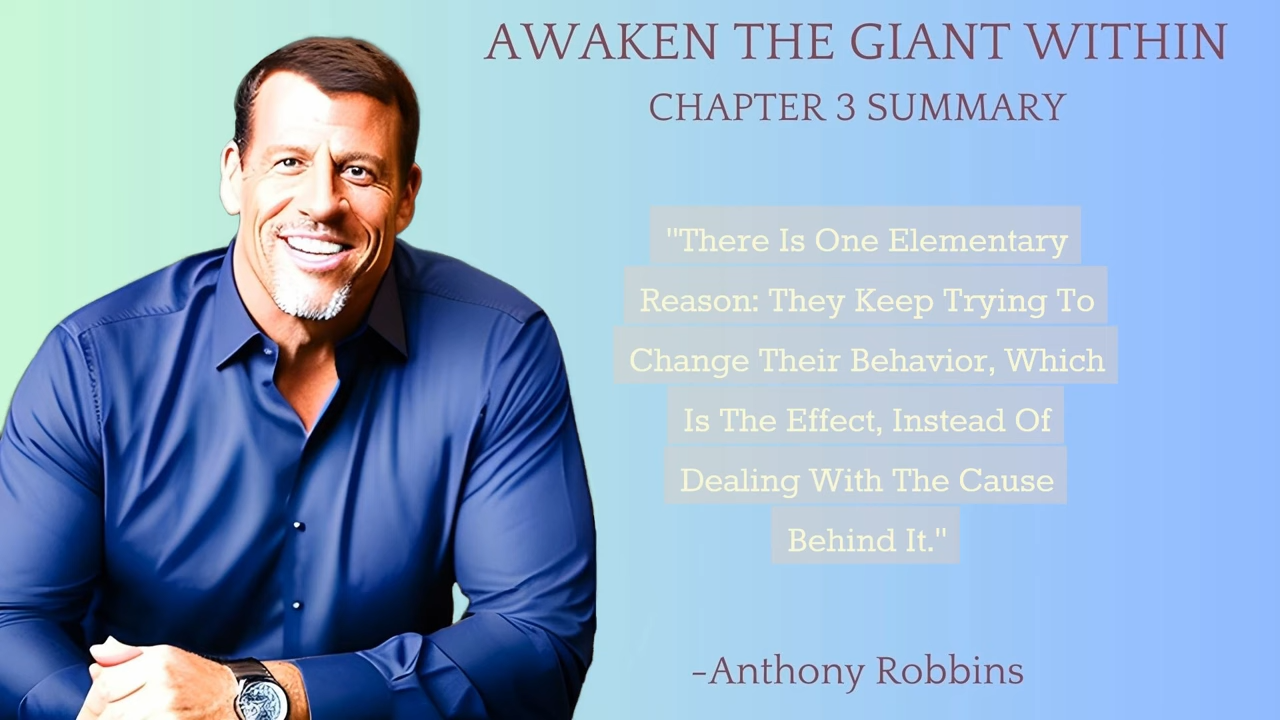 AWAKEN THE GIANT WITHIN
CHAPTER 3 SUMMARY
"There Is One Elementary
Reason: They Keep Trying To
Change Their Behavior, Which
Is The Effect, Instead Of
Dealing With The Cause
Behind It."
-Anthony Robbins